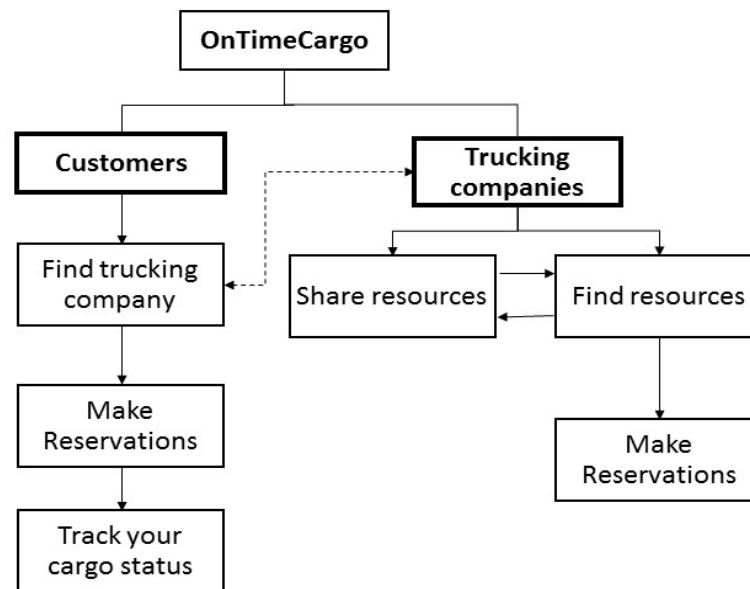 OnTimeCargo
Customers
Trucking
companies
Find trucking
company
Share resources
Find resources
Make
Reservations
Make
Reservations
Track your
cargo status